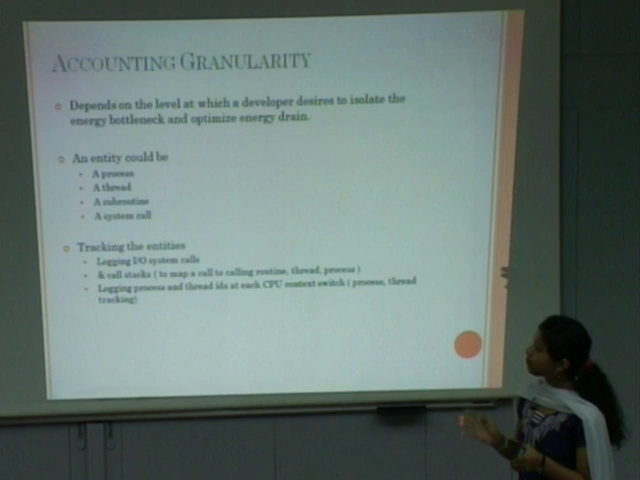 ACCOUNTING GRANULARITY
Depends on the level at which a developer desires to isolate the
energy bottleneck and optimize energy drain.
An entity could be
A process
A thread
A subroutine
A system call
Tracking the entities
Logging I/O system calls
& call stacks ( to map a call to calling routine, thread, process )
Logging process and thread ids at each CPU context switch ( process, thread
tracking)